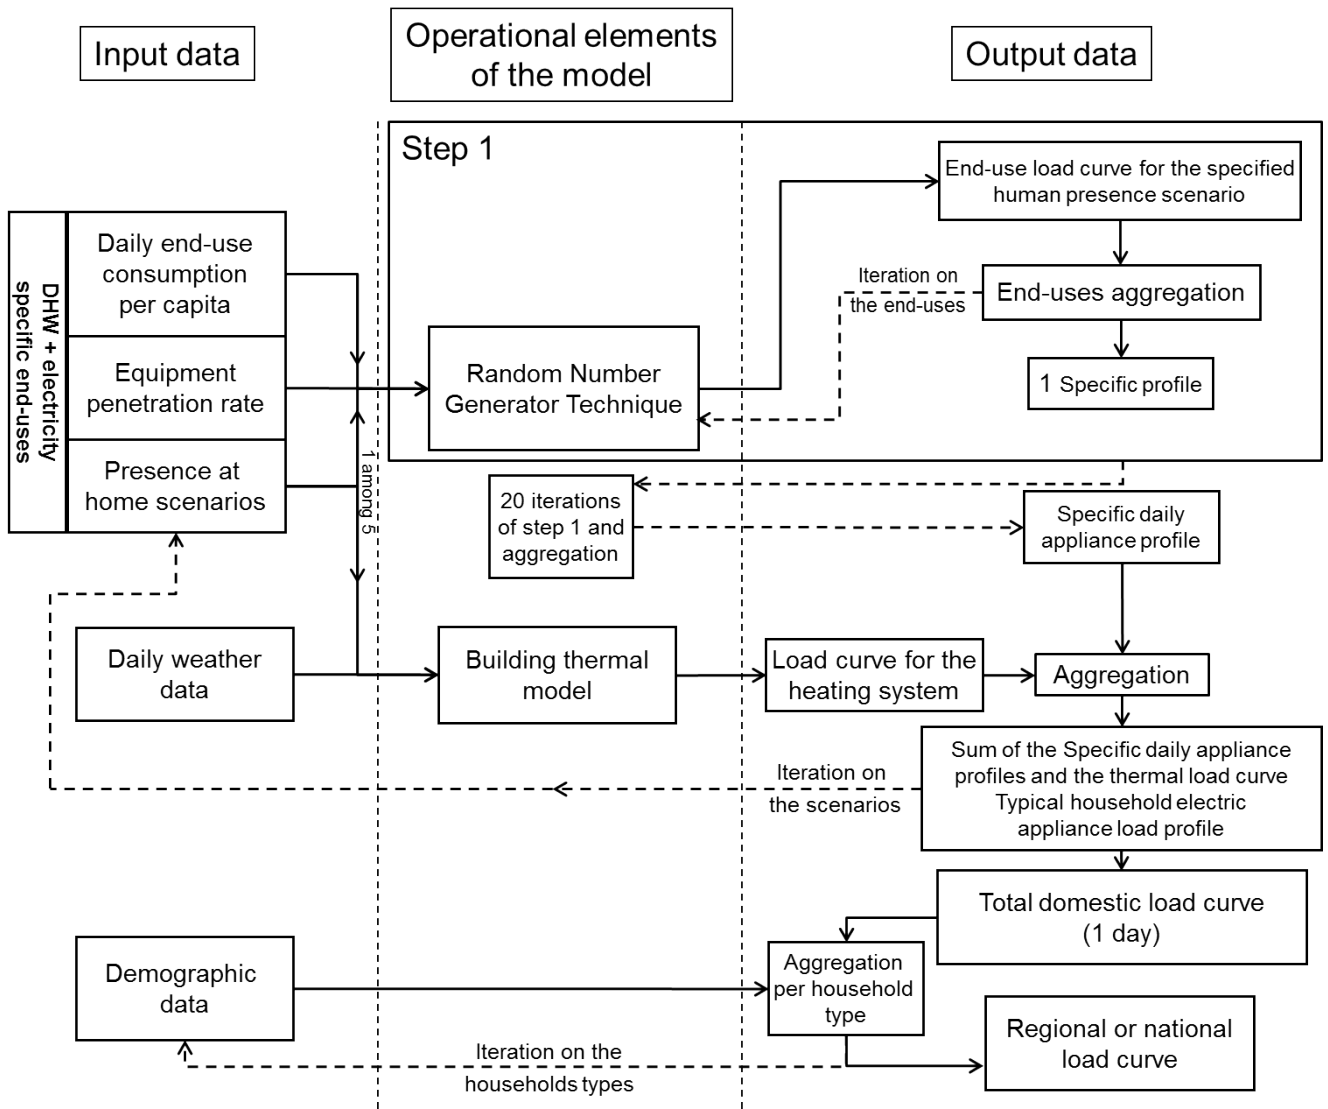 Input data
Operational elements
of the model
Output data
Step 1
End-use load curve for the specified
human presence scenario
Daily end-use
consumption
per capita
DHW + electricity
specific end-uses
Iteration on
the end-uses
End-uses aggregation
Equipment
penetration rate
Random Number
Generator Technique
1 Specific profile
Presence at
home scenarios
1 among 5
20 iterations
of step 1 and
aggregation
Specific daily
appliance profile
Daily weather
data
Building thermal
model
Load curve for the
heating system
Aggregation
Iteration on
the scenarios
Sum of the Specific daily appliance
profiles and the thermal load curve
Typical household electric
appliance load profile
Total domestic load curve
(1 day)
Demographic
data
Aggregation
per household
type
Iteration on the
households types
Regional or national
load curve